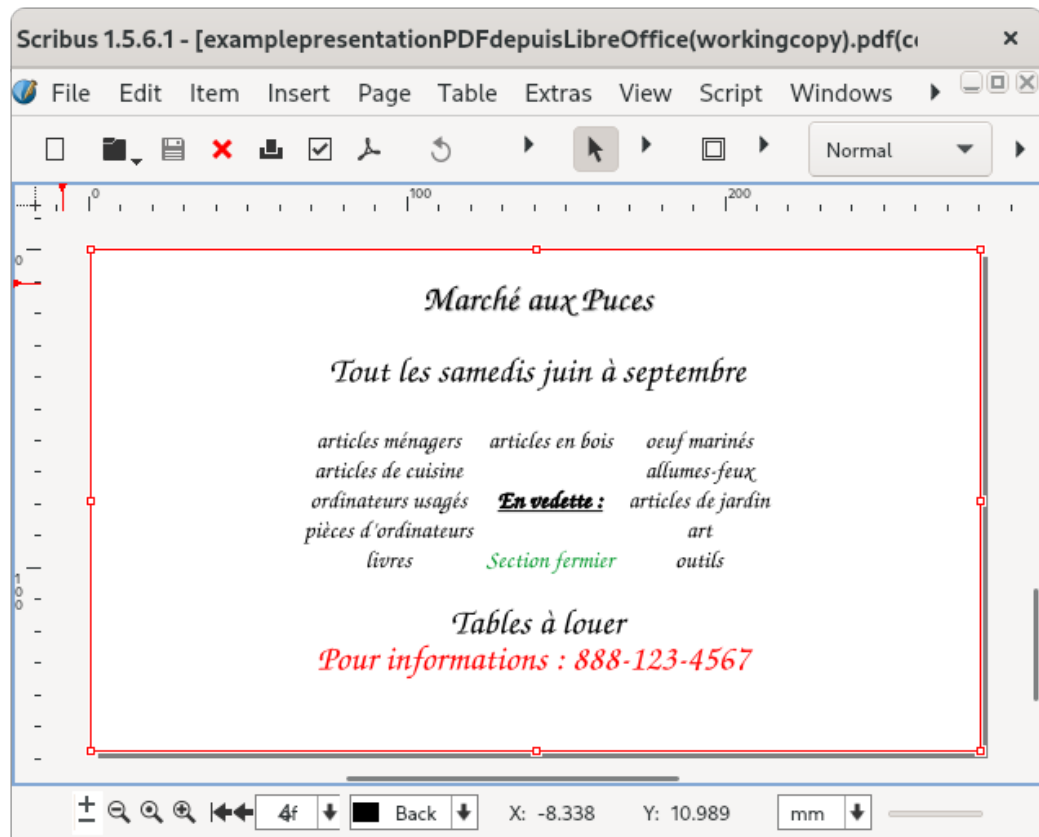 Scribus 1.5.6.1 - [examplepresentationPDFdepuisLibreOffice(workingcopy).pdf(c
File Edit Item Insert Page Table Extras View Script Windows
Normal
0 100 200
0
100
Marché aux Puces
Tout les samedis juin à septembre
articles ménagers articles en bois oeuf marinés
articles de cuisine allumes-feux
ordinateurs usagés En vedette : articles de jardin
pièces d'ordinateurs art
livres Section fermier outils
Tables à louer
Pour informations : 888-123-4567
Back X: -8.338 Y: 10.989 mm